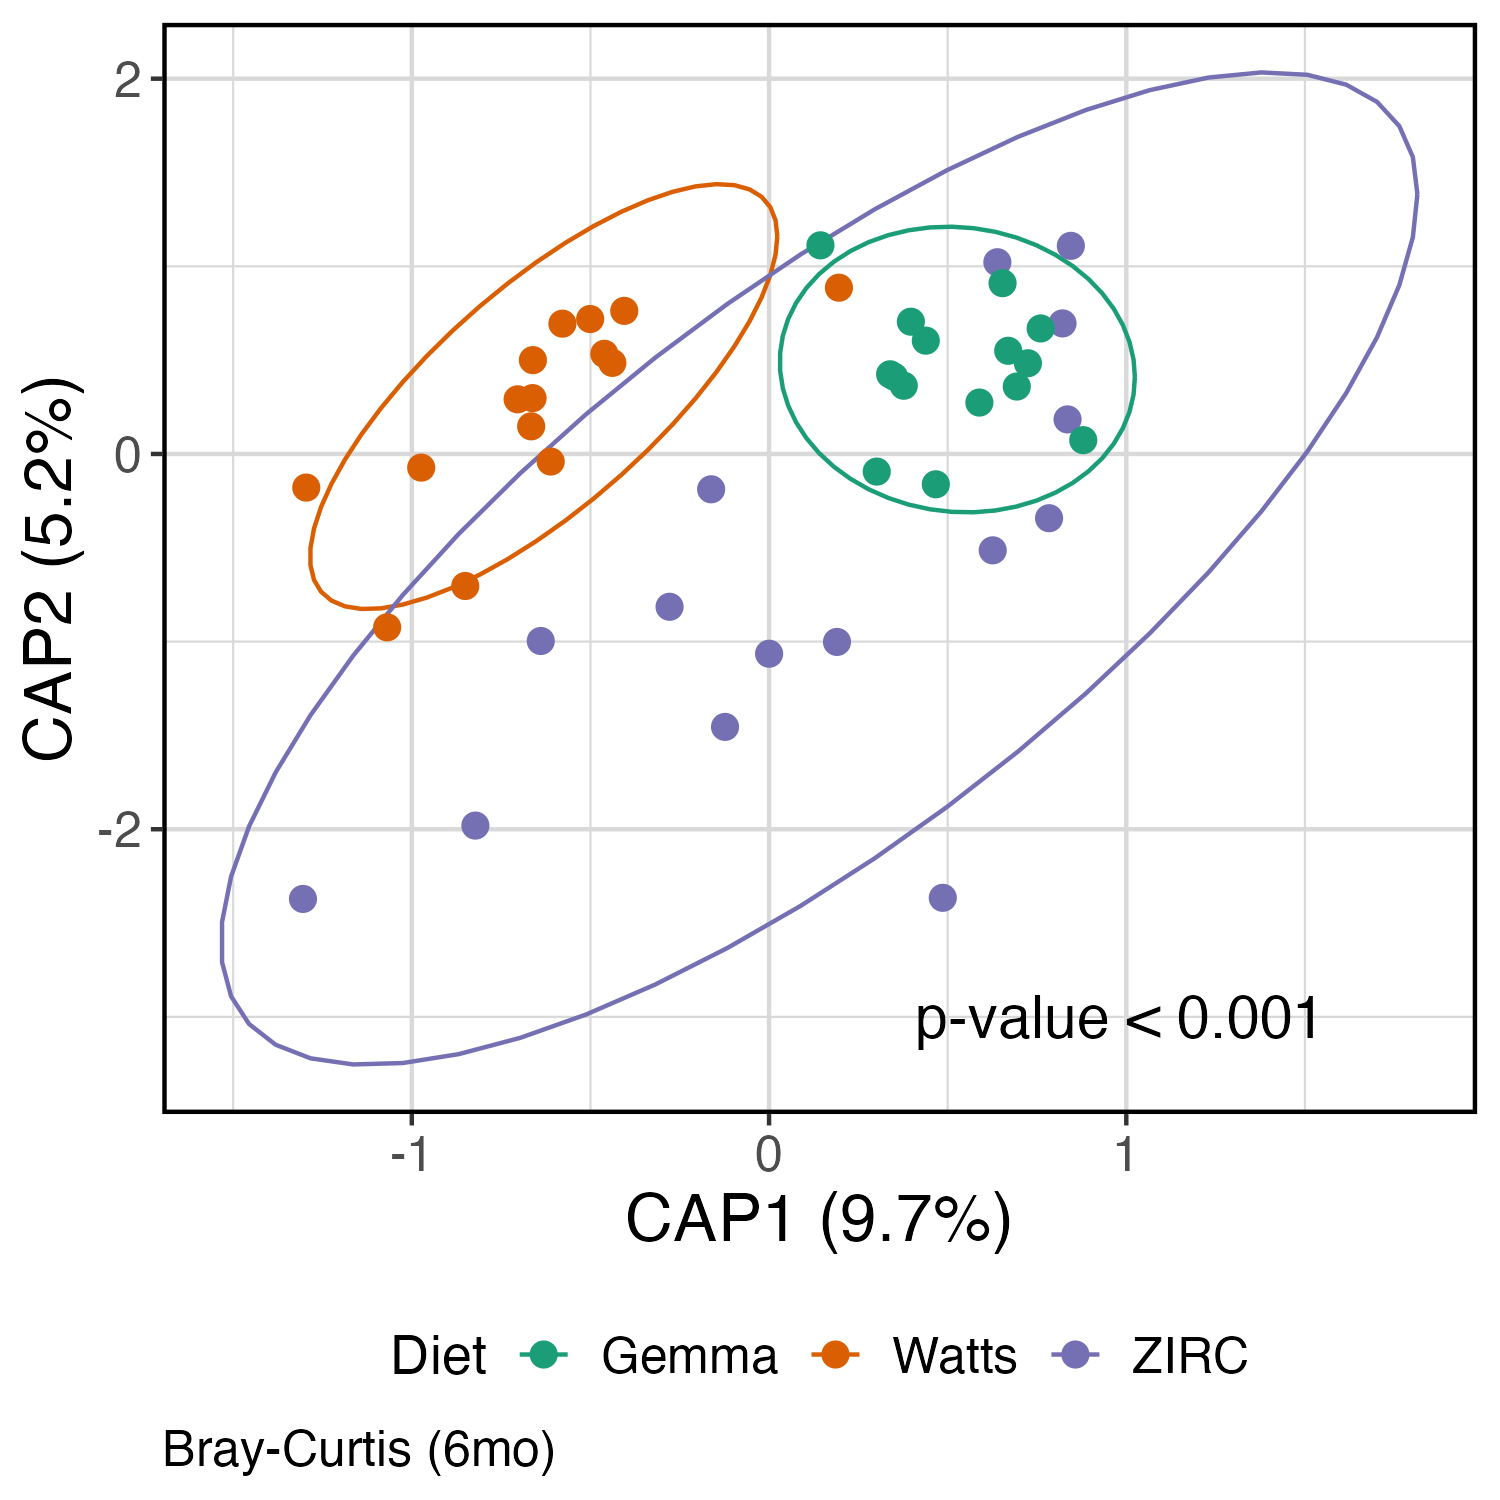 2
0
-2
CAP2 (5.2%)
p-value < 0.001
-1 0 1
CAP1 (9.7%)
Diet Gemma Watts ZIRC
Bray-Curtis (6mo)